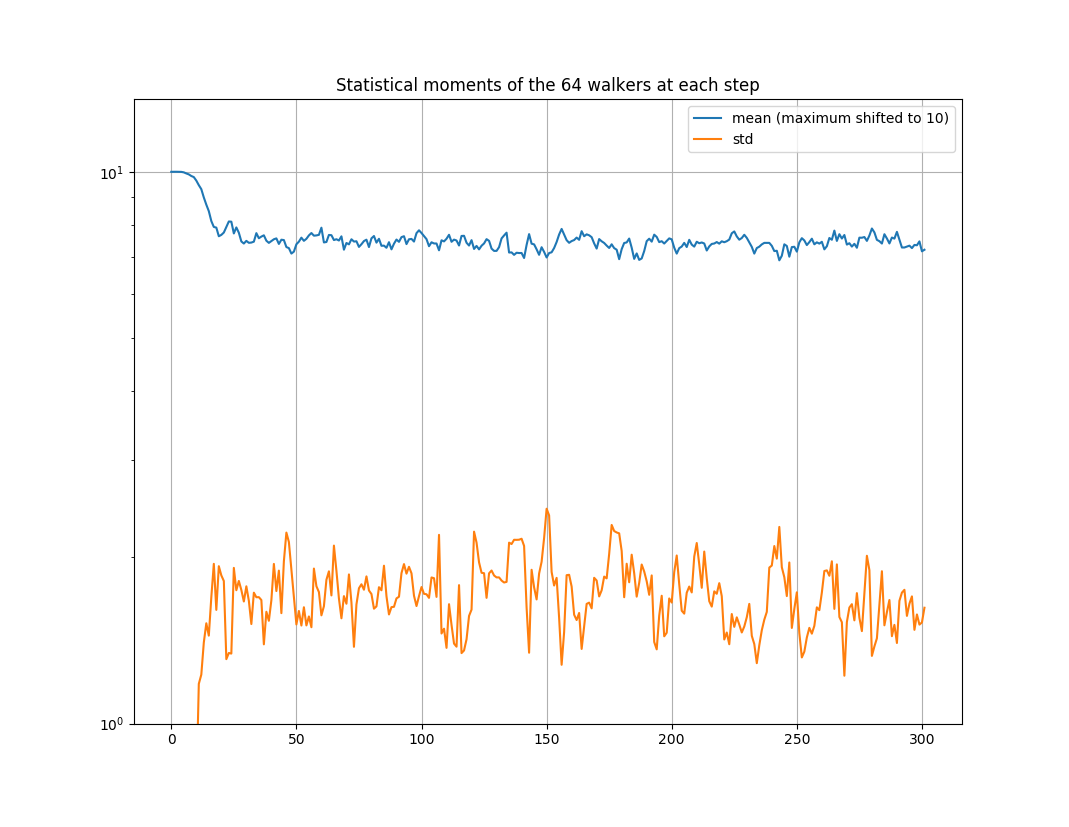 Statistical moments of the 64 walkers at each step
mean (maximum shifted to 10)
std
10¹
10⁰
0 50 100 150 200 250 300